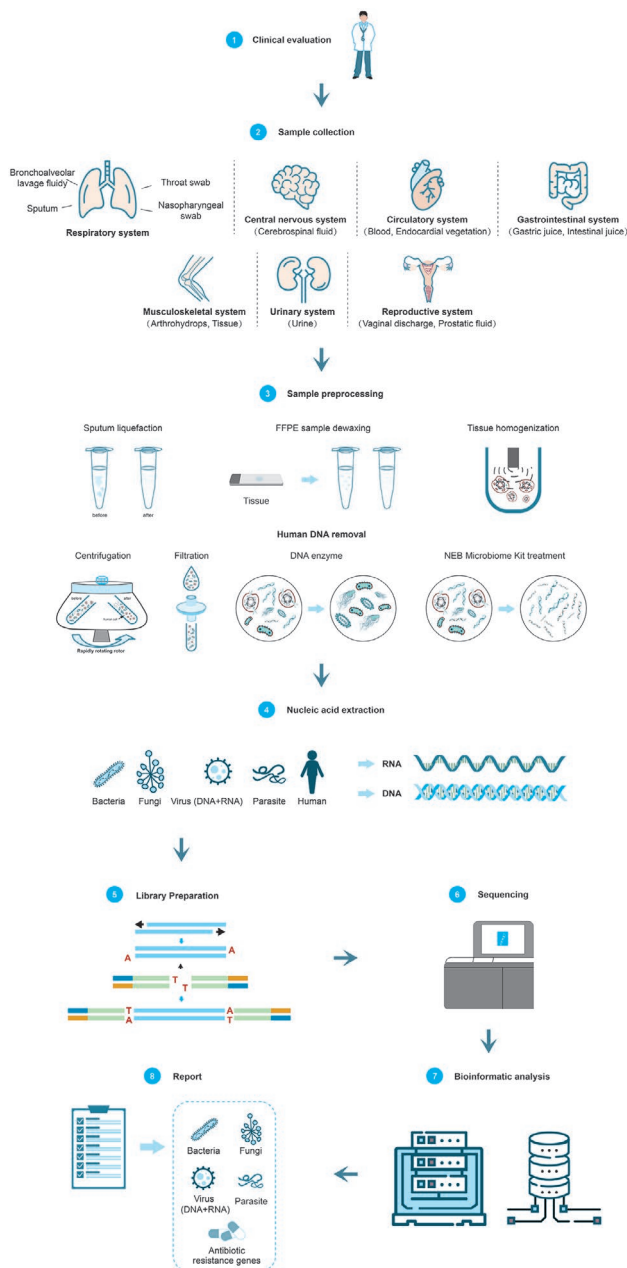 1 Clinical evaluation
2 Sample collection
Bronchoalveolar
lavage fluidy
Sputum
Throat swab
Nasopharyngeal
swab
Respiratory system
Central nervous system
(Cerebrospinal fluid)
Circulatory system
(Blood, Endocardial vegetation)
Gastrointestinal system
(Gastric juice, Intestinal juice)
Musculoskeletal system
(Arthrohydrops, Tissue)
Urinary system
(Urine)
Reproductive system
(Vaginal discharge, Prostatic fluid)
3 Sample preprocessing
Sputum liquefaction
before
after
FFPE sample dewaxing
Tissue
Tissue homogenization
Human DNA removal
Centrifugation
before
after
Rapidly rotating rotor
Filtration
DNA enzyme
NEB Microbiome Kit treatment
4 Nucleic acid extraction
Bacteria
Fungi
Virus (DNA+RNA)
Parasite
Human
RNA
DNA
5 Library Preparation
A
A
T
T
T
A
A
T
6 Sequencing
7 Bioinformatic analysis
8 Report
Bacteria
Fungi
Virus
(DNA+RNA)
Parasite
Antibiotic
resistance genes